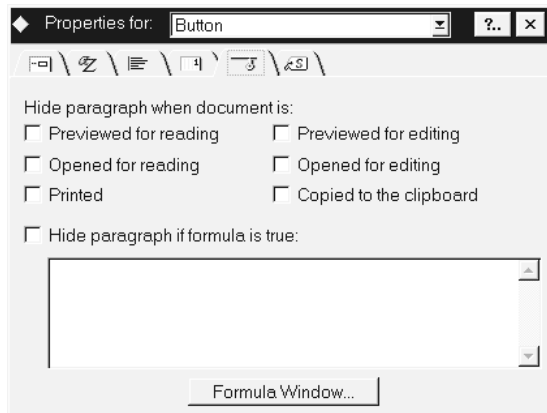 Properties for: Button ?..
Hide paragraph when document is:
Previewed for reading Previewed for editing
Opened for reading Opened for editing
Printed Copied to the clipboard
Hide paragraph if formula is true:
Formula Window...